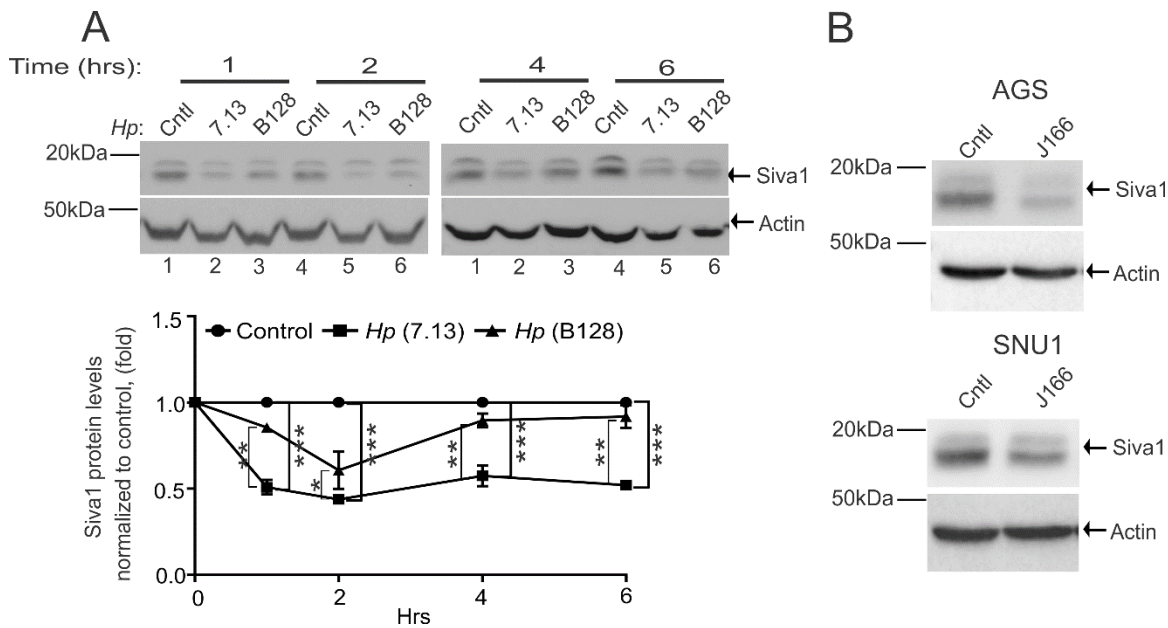 A
Time (hrs): 1 2 4 6
Hp: Cntl 7.13 B128 Cntl 7.13 B128 Cntl 7.13 B128 Cntl 7.13 B128
20kDa
Siva1
50kDa
Actin
1 2 3 4 5 6 1 2 3 4 5 6
Siva1 protein levels
normalized to control, (fold)
1.5
1.0
0.5
0.0
Control Hp (7.13) Hp (B128)
** *** * *** ** *** ** ***
0 2 4 6
Hrs
B
AGS
Cntl J166
20kDa
Siva1
50kDa
Actin
SNU1
Cntl J166
20kDa
Siva1
50kDa
Actin